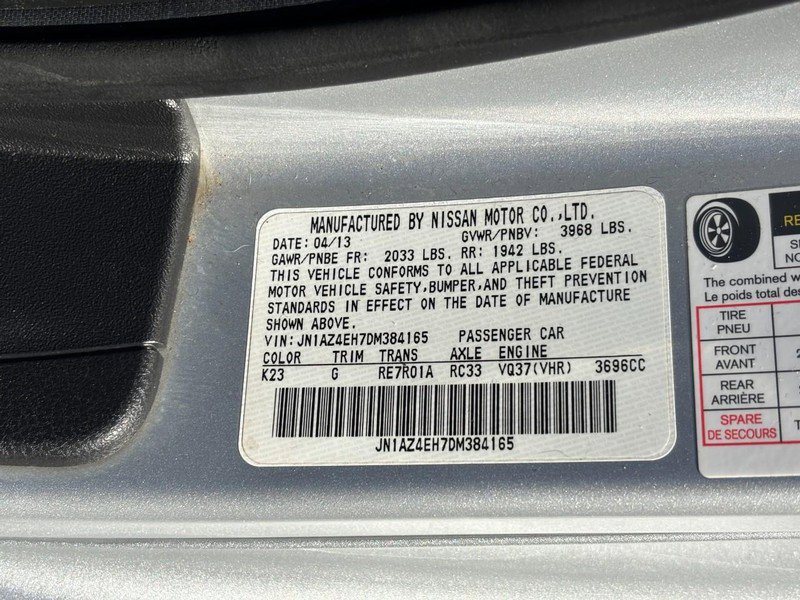 MANUFACTURED BY NISSAN MOTOR CO.,LTD.
DATE: 04/13 GVWR/PNBV: 3968 LBS.
GAWR/PNBE FR: 2033 LBS. RR: 1942 LBS.
THIS VEHICLE CONFORMS TO ALL APPLICABLE FEDERAL
MOTOR VEHICLE SAFETY,BUMPER,AND THEFT PREVENTION
STANDARDS IN EFFECT ON THE DATE OF MANUFACTURE
SHOWN ABOVE.
VIN: JN1AZ4EH7DM384165 PASSENGER CAR
COLOR TRIM TRANS AXLE ENGINE
K23 G RE7R01A RC33 VQ37(VHR) 3696CC
JN1AZ4EH7DM384165
The combined w
Le poids total des
TIRE
PNEU
FRONT
AVANT
REAR
ARRIÈRE
SPARE
DE SECOURS